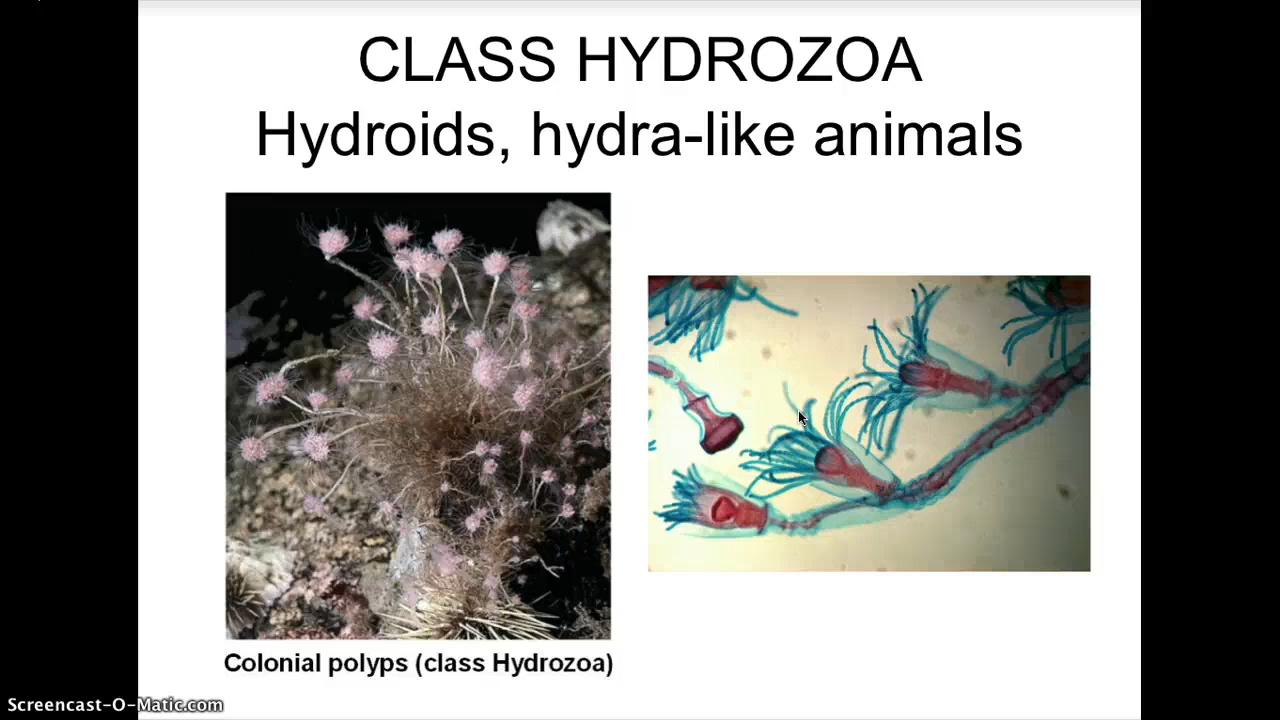 CLASS HYDROZOA
Hydroids, hydra-like animals
Colonial polyps (class Hydrozoa)
Screencast-O-Matic.com